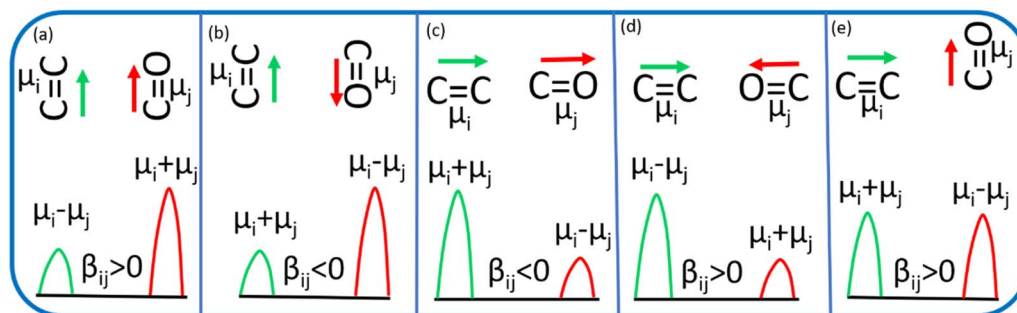 (a)
μi
C=C
C=O
μj
μi+μj
μi-μj
βij>0
(b)
μi
C=C
O=C
μj
μi-μj
μi+μj
βij<0
(c)
C=C
C=O
μi
μj
μi+μj
μi-μj
βij<0
(d)
C=C
O=C
μi
μj
μi-μj
μi+μj
βij>0
(e)
C=O
μj
C=C
μi
μi+μj
μi-μj
βij>0